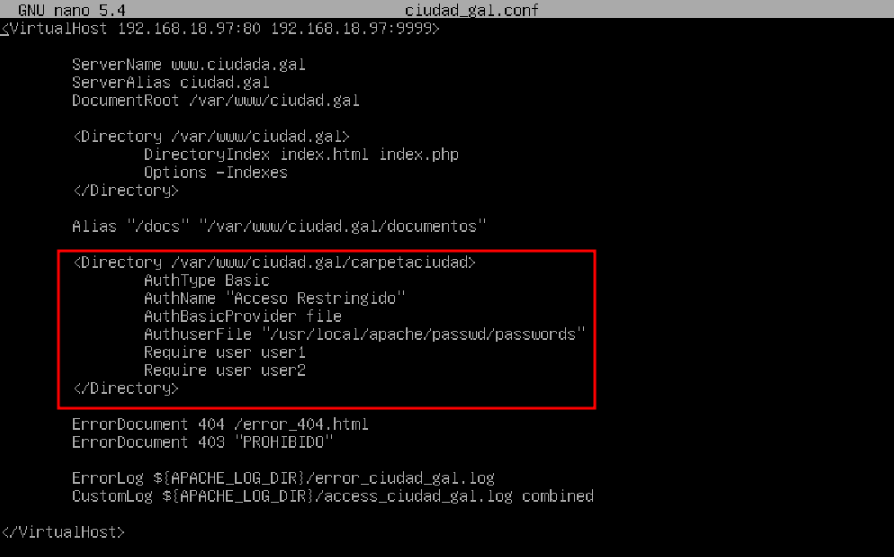 GNU nano 5.4 ciudad_gal.conf
<VirtualHost 192.168.18.97:80 192.168.18.97:9999>
ServerName www.ciudada.gal
ServerAlias ciudad.gal
DocumentRoot /var/www/ciudad.gal
<Directory /var/www/ciudad.gal>
DirectoryIndex index.html index.php
Options -Indexes
</Directory>
Alias "/docs" "/var/www/ciudad.gal/documentos"
<Directory /var/www/ciudad.gal/carpetaciudad>
AuthType Basic
AuthName "Acceso Restringido"
AuthBasicProvider file
AuthuserFile "/usr/local/apache/passwd/passwords"
Require user user1
Require user user2
</Directory>
ErrorDocument 404 /error_404.html
ErrorDocument 403 "PROHIBIDO"
ErrorLog ${APACHE_LOG_DIR}/error_ciudad_gal.log
CustomLog ${APACHE_LOG_DIR}/access_ciudad_gal.log combined
</VirtualHost>